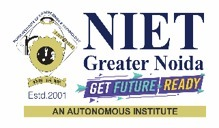 NIET
Greater Noida
GET FUTURE READY
Estd.2001
AN AUTONOMOUS INSTITUTE